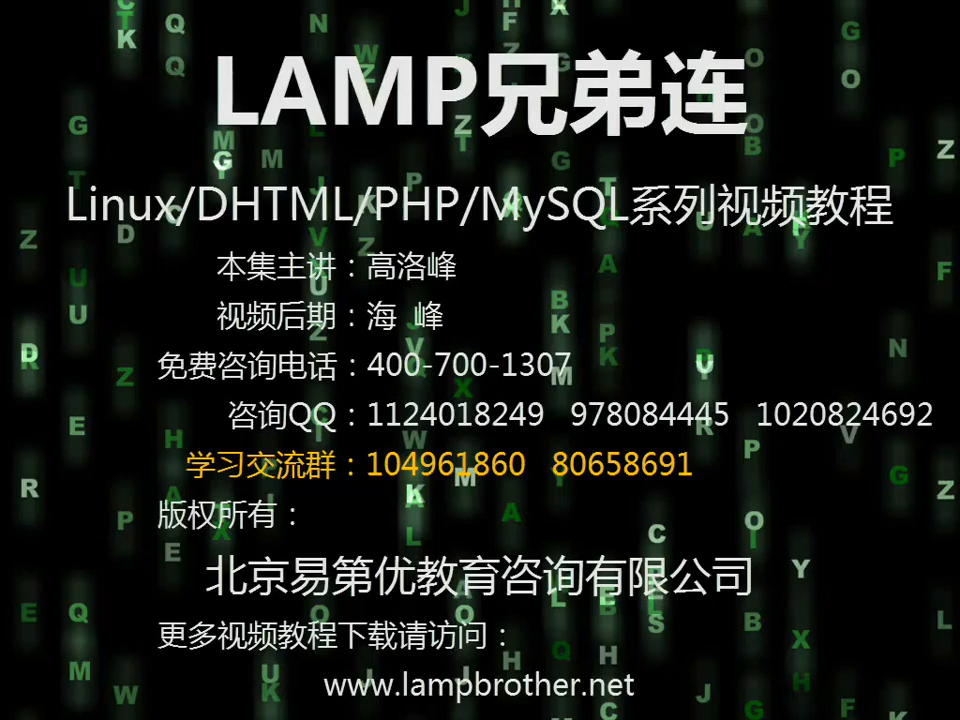 LAMP兄弟连
Linux/DHTML/PHP/MySQL系列视频教程
本集主讲：高洛峰
视频后期：海 峰
免费咨询电话：400-700-1307
咨询QQ：1124018249 978084445 1020824692
学习交流群：104961860 80658691
版权所有：
北京易第优教育咨询有限公司
更多视频教程下载请访问：
www.lampbrother.net